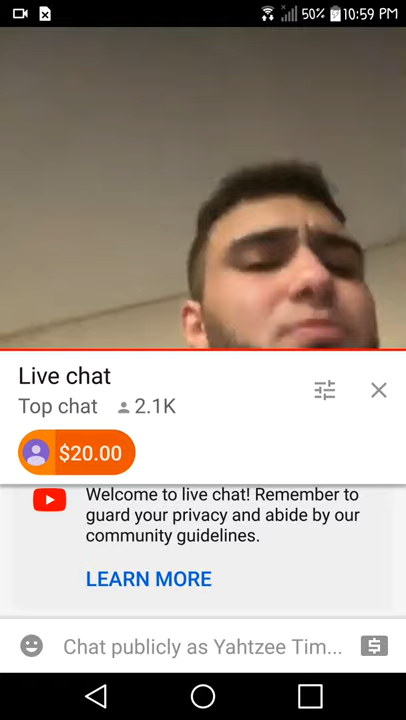 50% 10:59 PM
Live chat
Top chat 2.1K
$20.00
Welcome to live chat! Remember to
guard your privacy and abide by our
community guidelines.
LEARN MORE
Chat publicly as Yahtzee Tim...